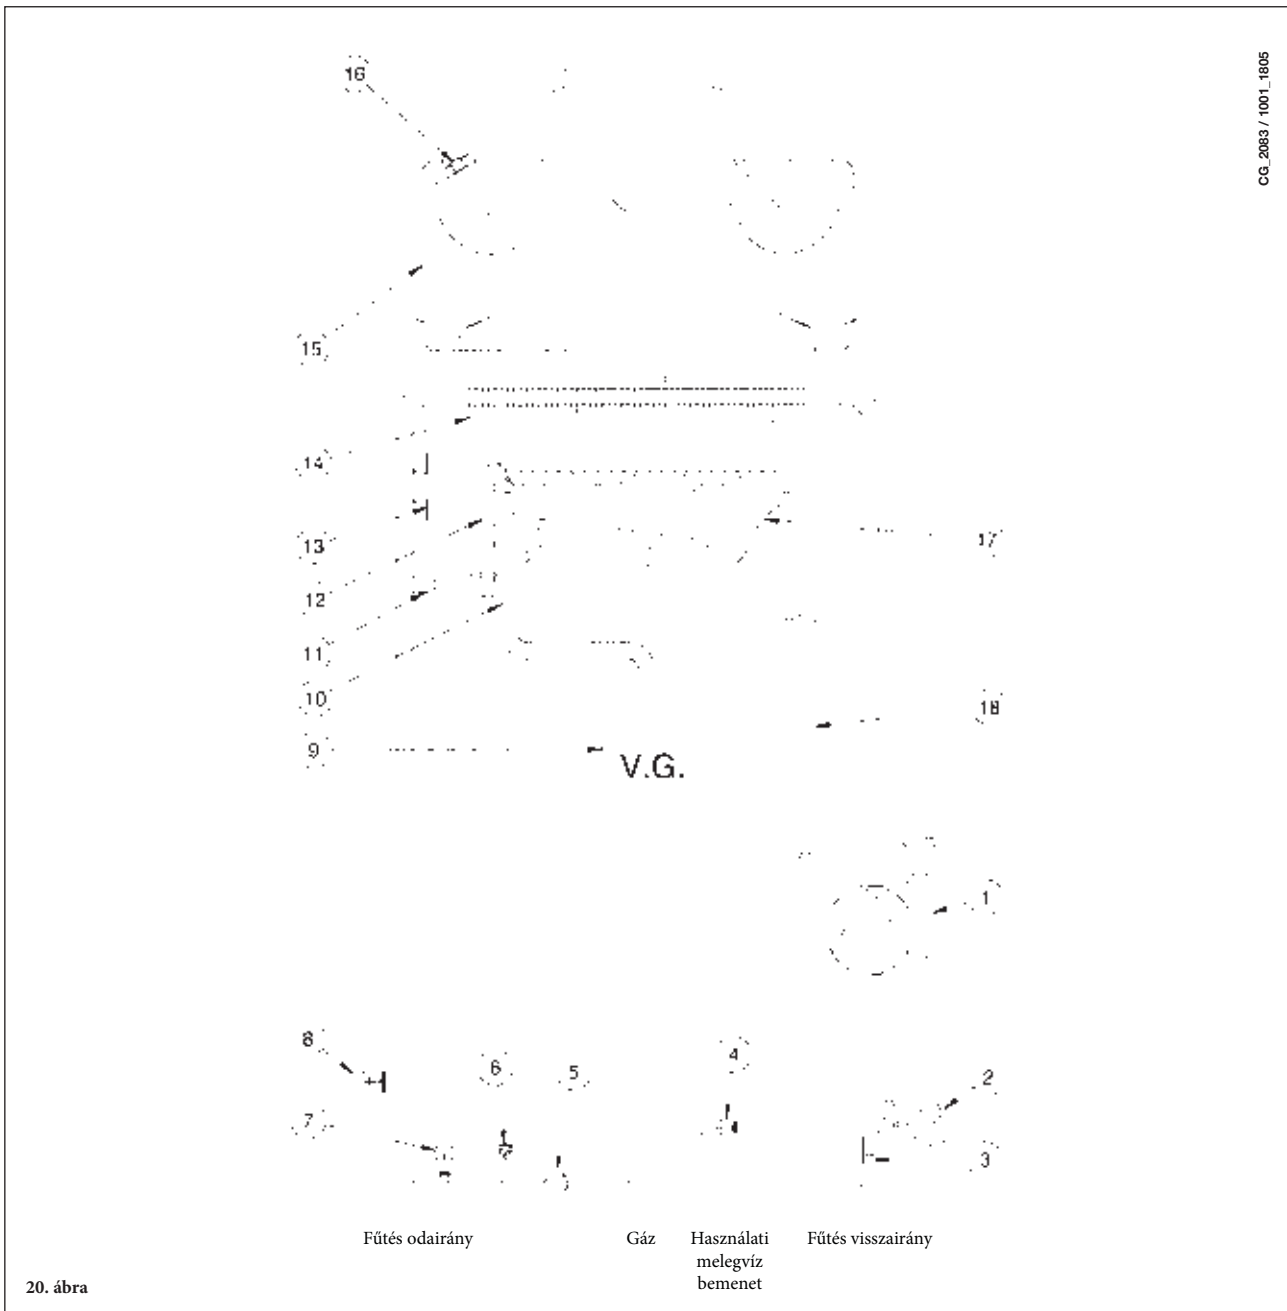 CG_2083 / 1001_1805
16
15
14
13
12
11
10
9
17
18
V.G.
1
8
6
5
4
2
7
3
Fűtés odairány
Gáz
Használati
melegvíz
bemenet
Fűtés visszairány
20. ábra